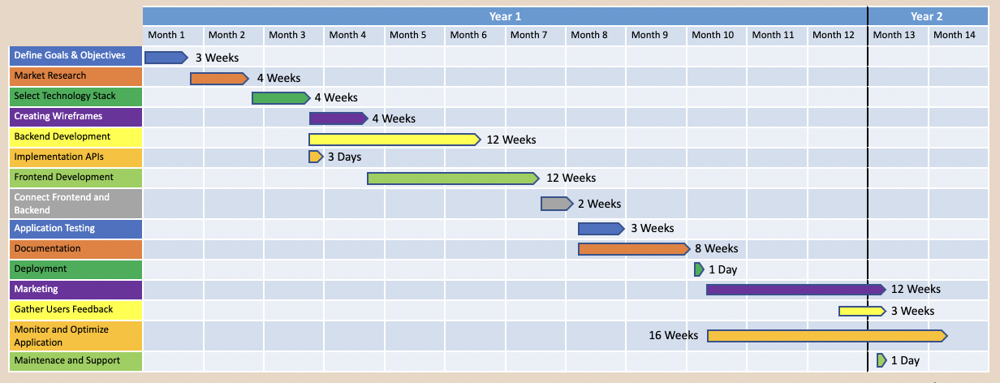 Year 1 Year 2
Month 1 Month 2 Month 3 Month 4 Month 5 Month 6 Month 7 Month 8 Month 9 Month 10 Month 11 Month 12 Month 13 Month 14
Define Goals & Objectives 3 Weeks
Market Research 4 Weeks
Select Technology Stack 4 Weeks
Creating Wireframes 4 Weeks
Backend Development 12 Weeks
Implementation APIs 3 Days
Frontend Development 12 Weeks
Connect Frontend and
Backend 2 Weeks
Application Testing 3 Weeks
Documentation 8 Weeks
Deployment 1 Day
Marketing 12 Weeks
Gather Users Feedback 3 Weeks
Monitor and Optimize
Application 16 Weeks
Maintenace and Support 1 Day